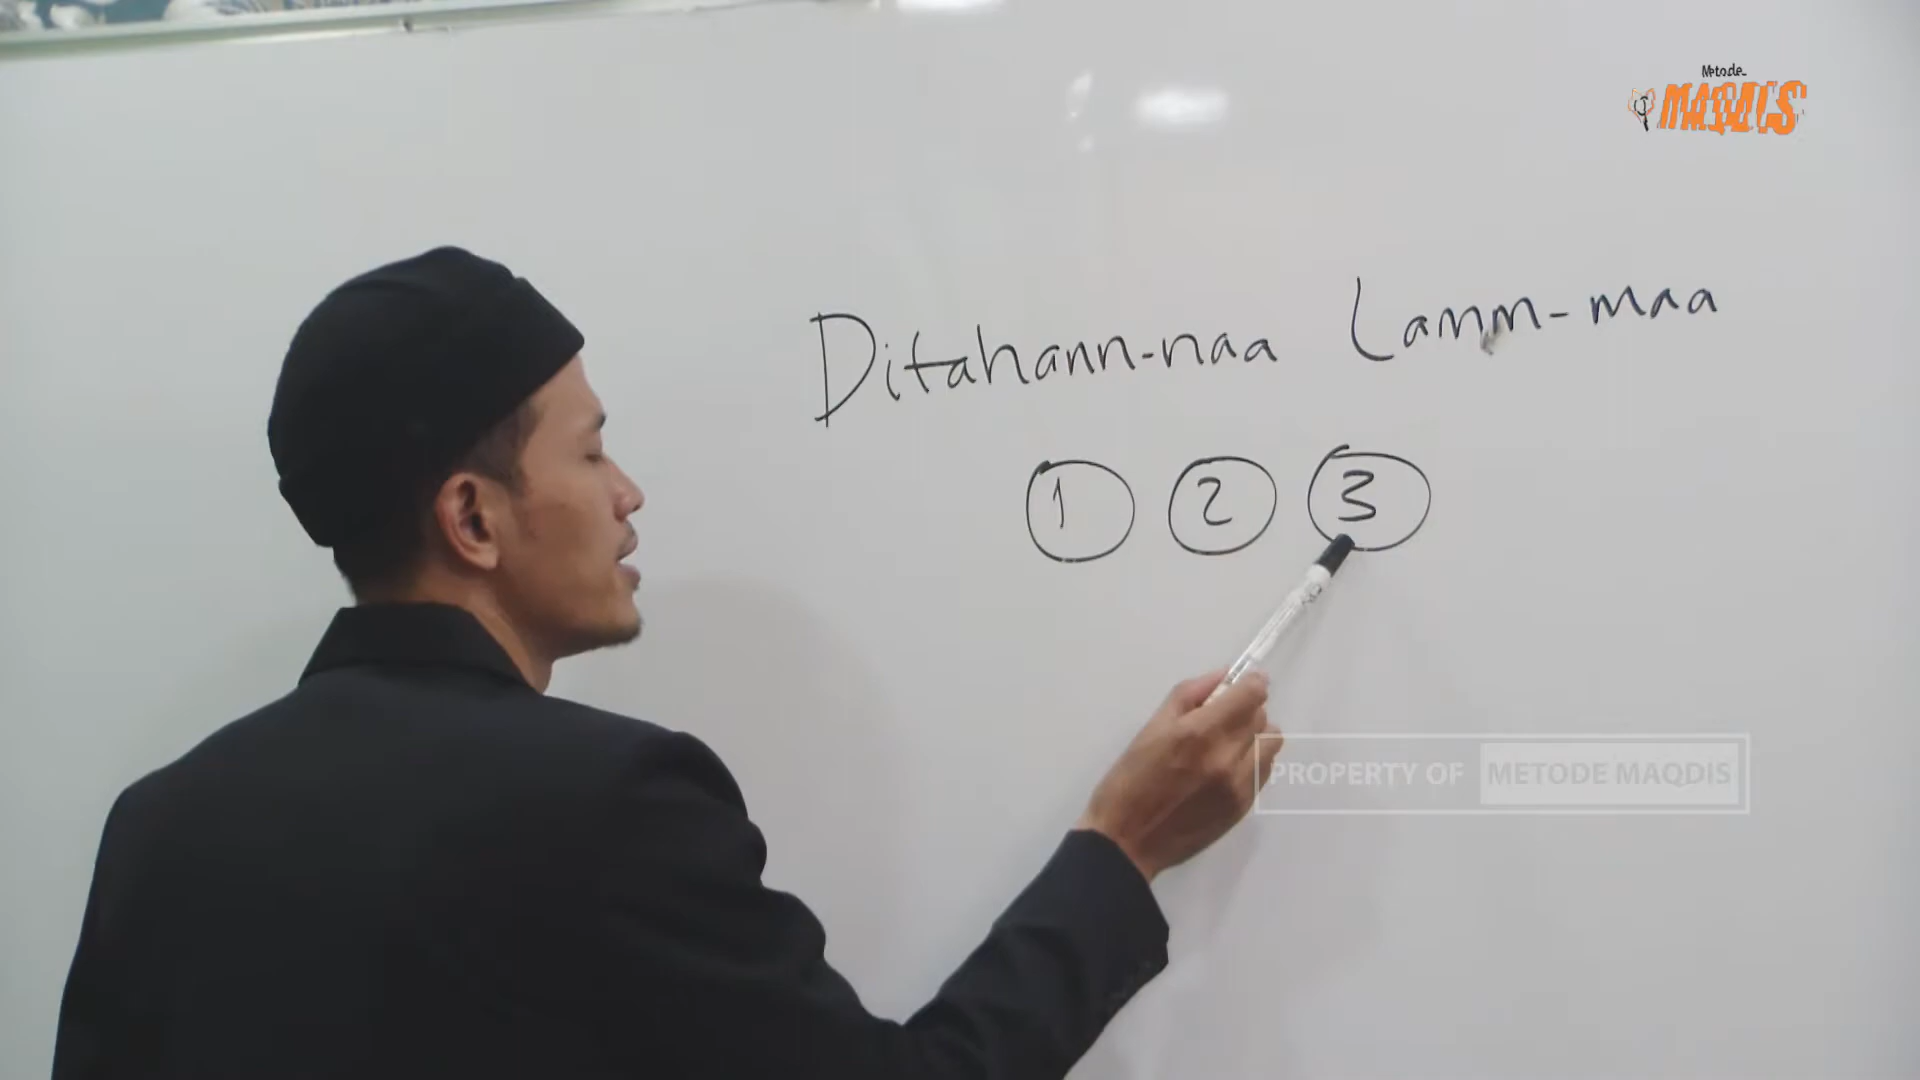 Metode
MAQDIS
Ditahann-naa Lamm-maa
1 2 3
PROPERTY OF METODE MAQDIS